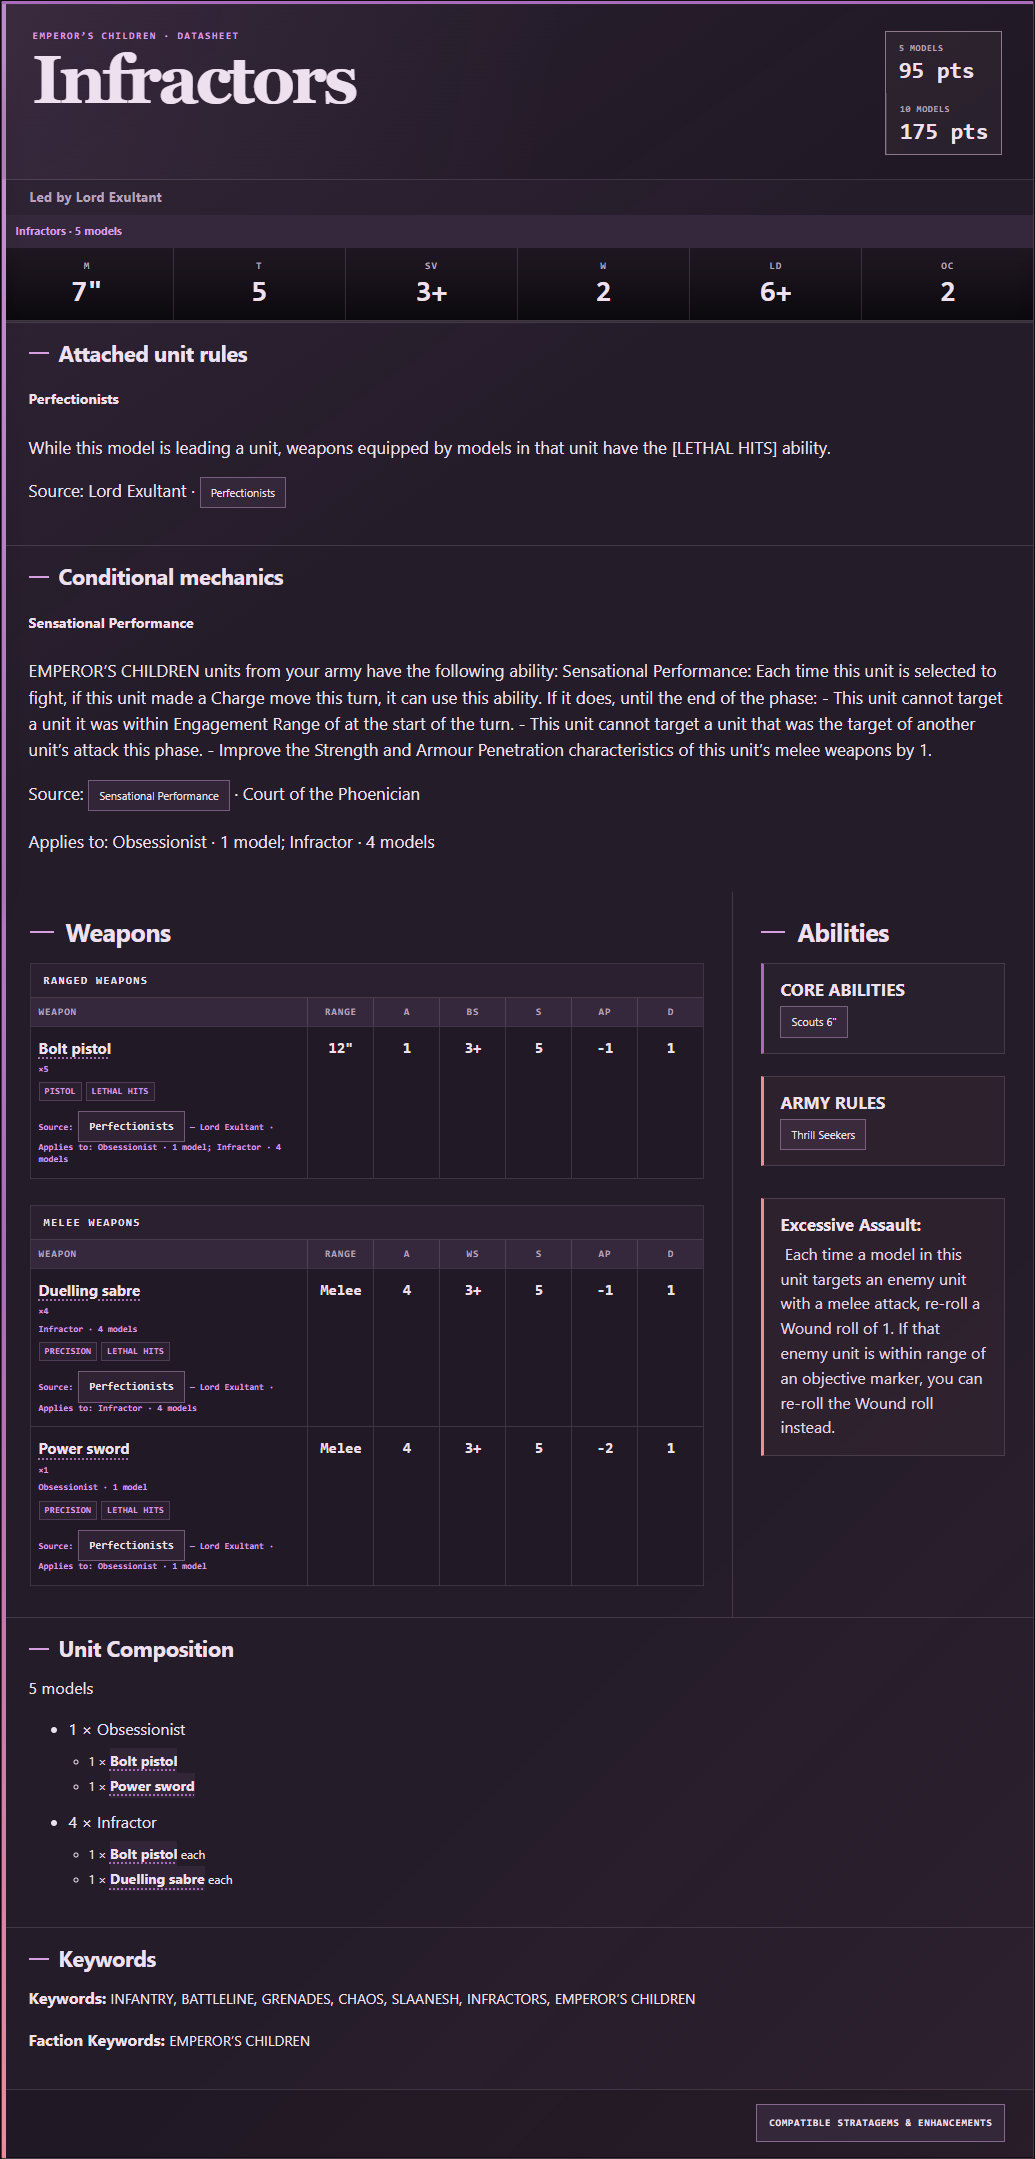 EMPEROR’S CHILDREN · DATASHEET
Infractors
5 MODELS
95 pts
10 MODELS
175 pts
Led by Lord Exultant
Infractors · 5 models
M
7"
T
5
SV
3+
W
2
LD
6+
OC
2
Attached unit rules
Perfectionists
While this model is leading a unit, weapons equipped by models in that unit have the [LETHAL HITS] ability.
Source: Lord Exultant · Perfectionists
Conditional mechanics
Sensational Performance
EMPEROR’S CHILDREN units from your army have the following ability: Sensational Performance: Each time this unit is selected to
fight, if this unit made a Charge move this turn, it can use this ability. If it does, until the end of the phase: - This unit cannot target
a unit it was within Engagement Range of at the start of the turn. - This unit cannot target a unit that was the target of another
unit’s attack this phase. - Improve the Strength and Armour Penetration characteristics of this unit’s melee weapons by 1.
Source: Sensational Performance · Court of the Phoenician
Applies to: Obsessionist · 1 model; Infractor · 4 models
Weapons
RANGED WEAPONS
WEAPON RANGE A BS S AP D
Bolt pistol 12" 1 3+ 5 -1 1
×5
PISTOL LETHAL HITS
Source: Perfectionists — Lord Exultant ·
Applies to: Obsessionist · 1 model; Infractor · 4
models
MELEE WEAPONS
WEAPON RANGE A WS S AP D
Duelling sabre Melee 4 3+ 5 -1 1
×4
Infractor · 4 models
PRECISION LETHAL HITS
Source: Perfectionists — Lord Exultant ·
Applies to: Infractor · 4 models
Power sword Melee 4 3+ 5 -2 1
×1
Obsessionist · 1 model
PRECISION LETHAL HITS
Source: Perfectionists — Lord Exultant ·
Applies to: Obsessionist · 1 model
Abilities
CORE ABILITIES
Scouts 6"
ARMY RULES
Thrill Seekers
Excessive Assault:
Each time a model in this
unit targets an enemy unit
with a melee attack, re-roll a
Wound roll of 1. If that
enemy unit is within range of
an objective marker, you can
re-roll the Wound roll
instead.
Unit Composition
5 models
1 × Obsessionist
1 × Bolt pistol
1 × Power sword
4 × Infractor
1 × Bolt pistol each
1 × Duelling sabre each
Keywords
Keywords: INFANTRY, BATTLELINE, GRENADES, CHAOS, SLAANESH, INFRACTORS, EMPEROR’S CHILDREN
Faction Keywords: EMPEROR’S CHILDREN
COMPATIBLE STRATAGEMS & ENHANCEMENTS